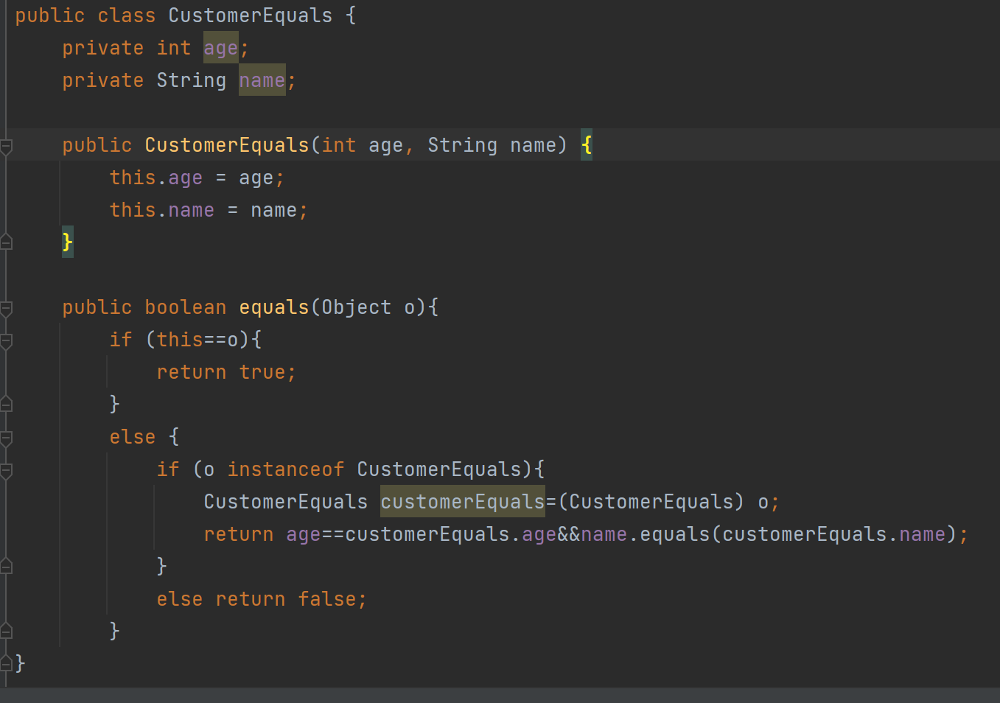 public class CustomerEquals {
    private int age;
    private String name;

    public CustomerEquals(int age, String name) {
        this.age = age;
        this.name = name;
    }

    public boolean equals(Object o){
        if (this==o){
            return true;
        }
        else {
            if (o instanceof CustomerEquals){
                CustomerEquals customerEquals=(CustomerEquals) o;
                return age==customerEquals.age&&name.equals(customerEquals.name);
            }
            else return false;
        }
}